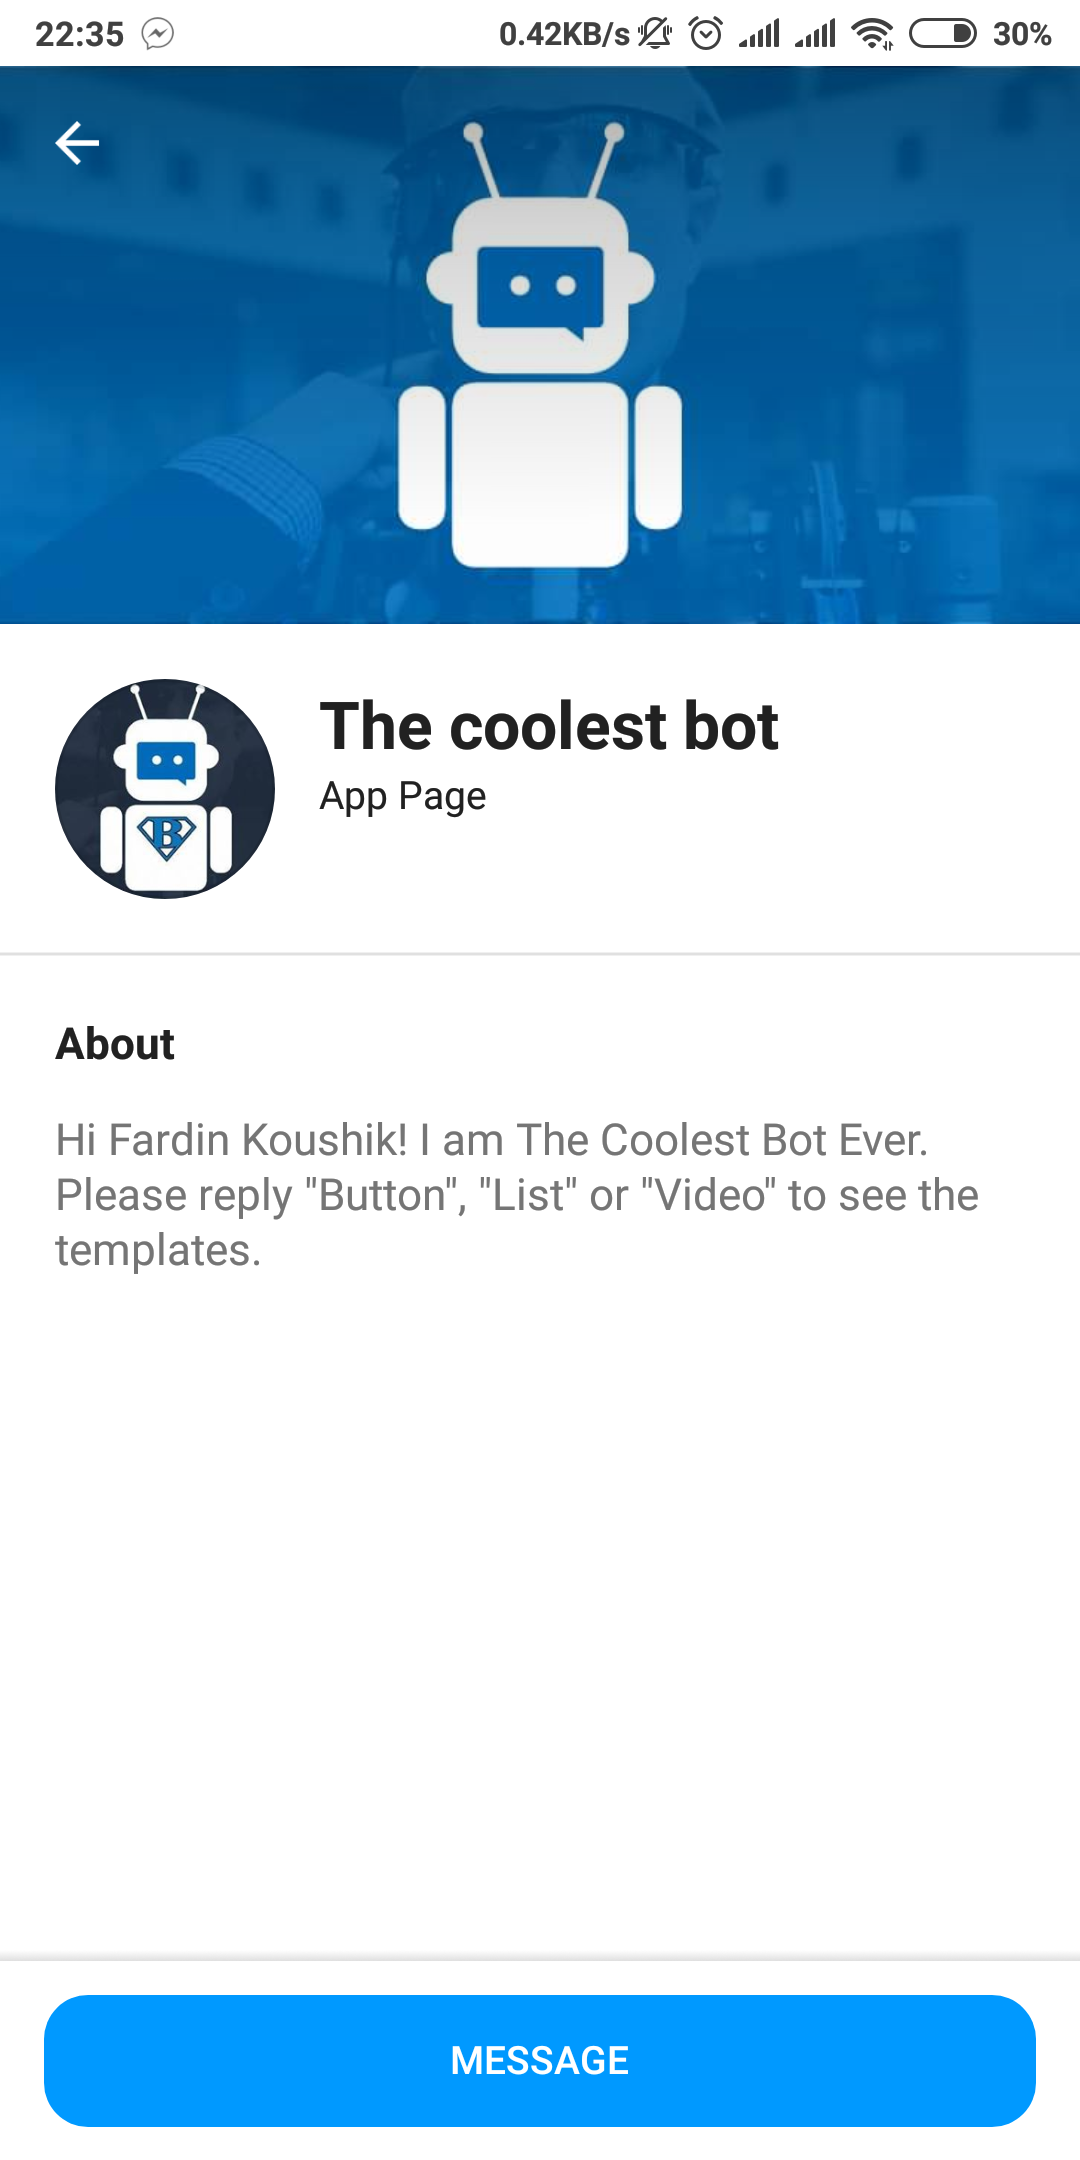 22:35 0.42KB/s 30%
The coolest bot
App Page
B
About
Hi Fardin Koushik! I am The Coolest Bot Ever.
Please reply "Button", "List" or "Video" to see the
templates.
MESSAGE